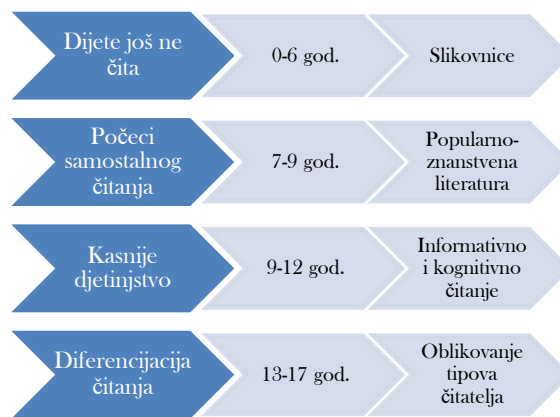 Dijete još ne
čita
0-6 god.
Slikovnice
Počeci
samostalnog
čitanja
7-9 god.
Popularno-
znanstvena
literatura
Kasnije
djetinjstvo
9-12 god.
Informativno
i kognitivno
čitanje
Diferencijacija
čitanja
13-17 god.
Oblikovanje
tipova
čitatelja